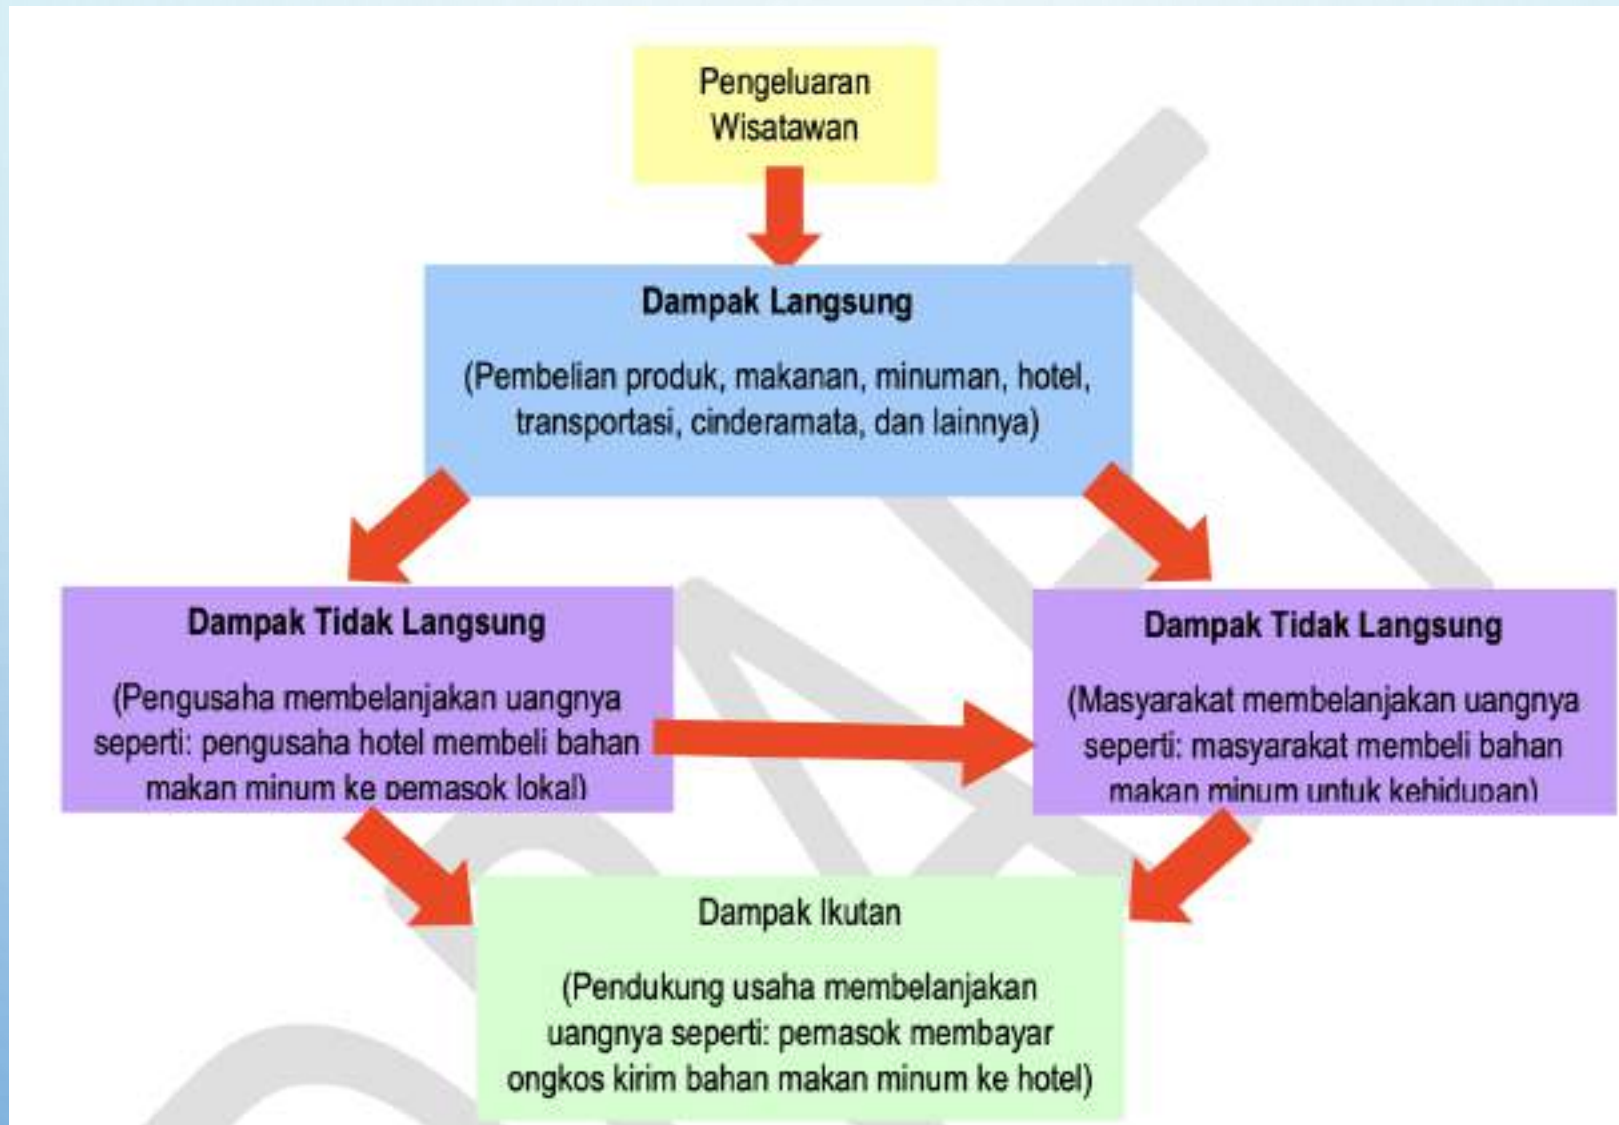 Pengeluaran
Wisatawan
Dampak Langsung
(Pembelian produk, makanan, minuman, hotel,
transportasi, cinderamata, dan lainnya)
Dampak Tidak Langsung
(Pengusaha membelanjakan uangnya
seperti: pengusaha hotel membeli bahan
makan minum ke pemasok lokal)
Dampak Tidak Langsung
(Masyarakat membelanjakan uangnya
seperti: masyarakat membeli bahan
makan minum untuk kehidupan)
Dampak Ikutan
(Pendukung usaha membelanjakan
uangnya seperti: pemasok membayar
ongkos kirim bahan makan minum ke hotel)